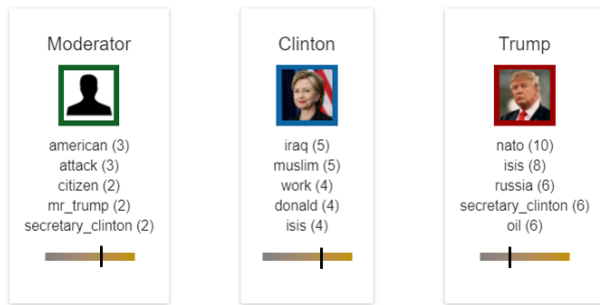 Moderator
american (3)
attack (3)
citizen (2)
mr_trump (2)
secretary_clinton (2)
Clinton
iraq (5)
muslim (5)
work (4)
donald (4)
isis (4)
Trump
nato (10)
isis (8)
russia (6)
secretary_clinton (6)
oil (6)